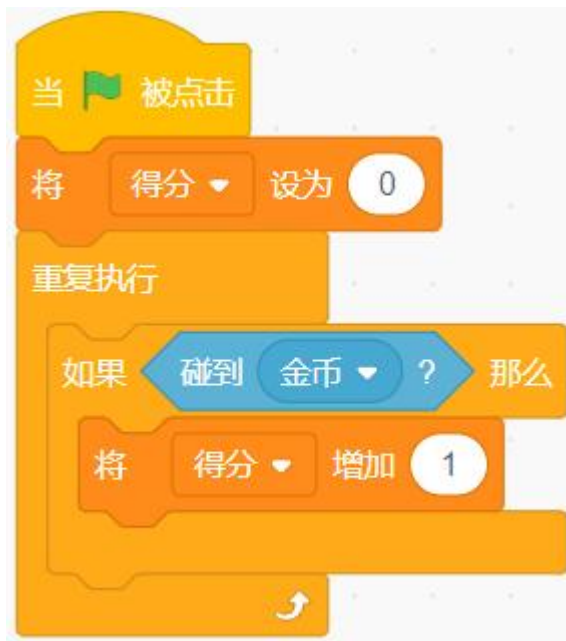 当 被点击
将 得分 设为 0
重复执行
如果 碰到 金币 ? 那么
将 得分 增加 1